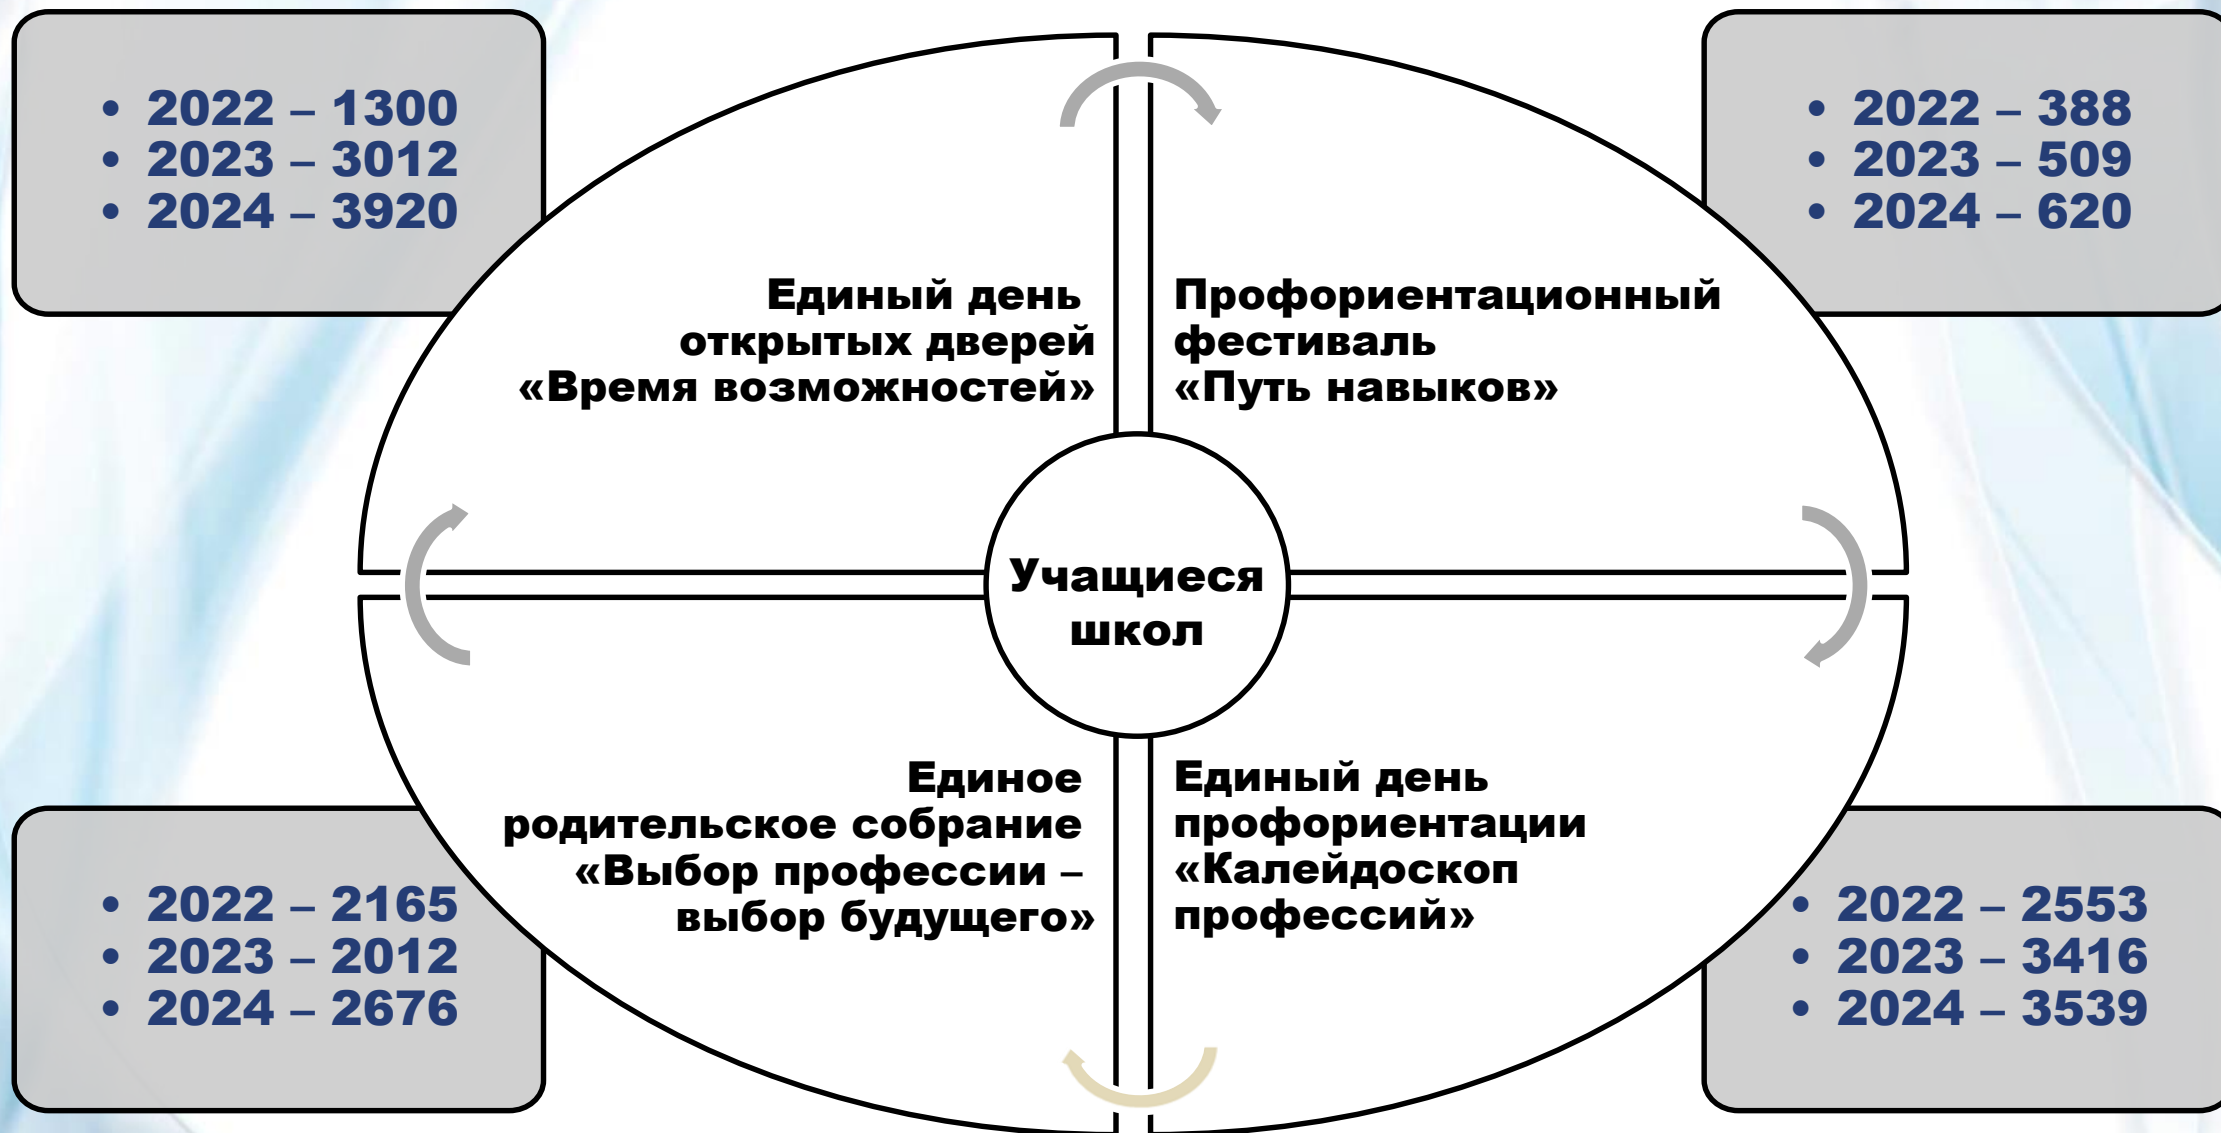 • 2022 – 1300
• 2023 – 3012
• 2024 – 3920
Единый день
открытых дверей
«Время возможностей»
Профориентационный
фестиваль
«Путь навыков»
• 2022 – 388
• 2023 – 509
• 2024 – 620
Учащиеся
школ
• 2022 – 2165
• 2023 – 2012
• 2024 – 2676
Единое
родительское собрание
«Выбор профессии –
выбор будущего»
Единый день
профориентации
«Калейдоскоп
профессий»
• 2022 – 2553
• 2023 – 3416
• 2024 – 3539